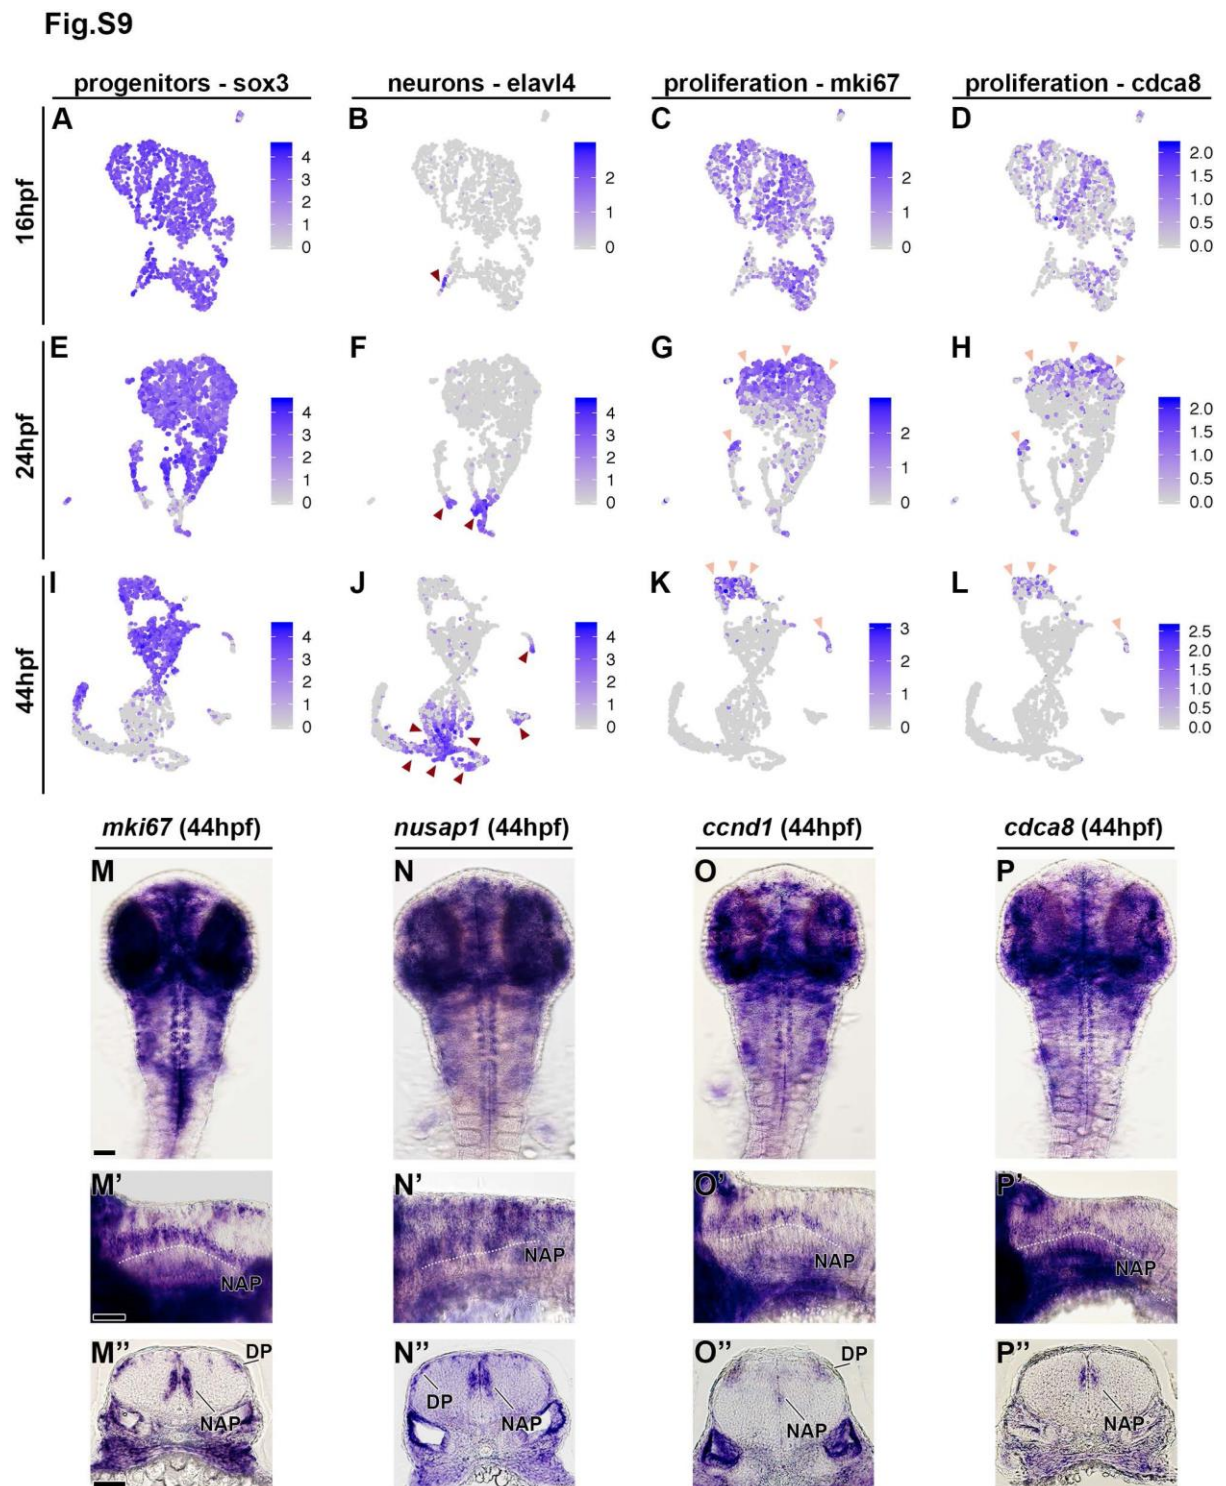 Fig.S9
progenitors - sox3 neurons - elavl4 proliferation - mki67 proliferation - cdca8
16hpf
A 4 3 2 1 0
B 2 1 0
C 2 1 0
D 2.0 1.5 1.0 0.5 0.0
24hpf
E 4 3 2 1 0
F 4 3 2 1 0
G 2 1 0
H 2.0 1.5 1.0 0.5 0.0
44hpf
I 4 3 2 1 0
J 4 3 2 1 0
K 3 2 1 0
L 2.5 2.0 1.5 1.0 0.5 0.0
mki67 (44hpf) nusap1 (44hpf) ccnd1 (44hpf) cdca8 (44hpf)
M N O P
M' NAP N' NAP O' NAP P' NAP
M'' DP NAP N'' DP NAP O'' DP NAP P'' NAP